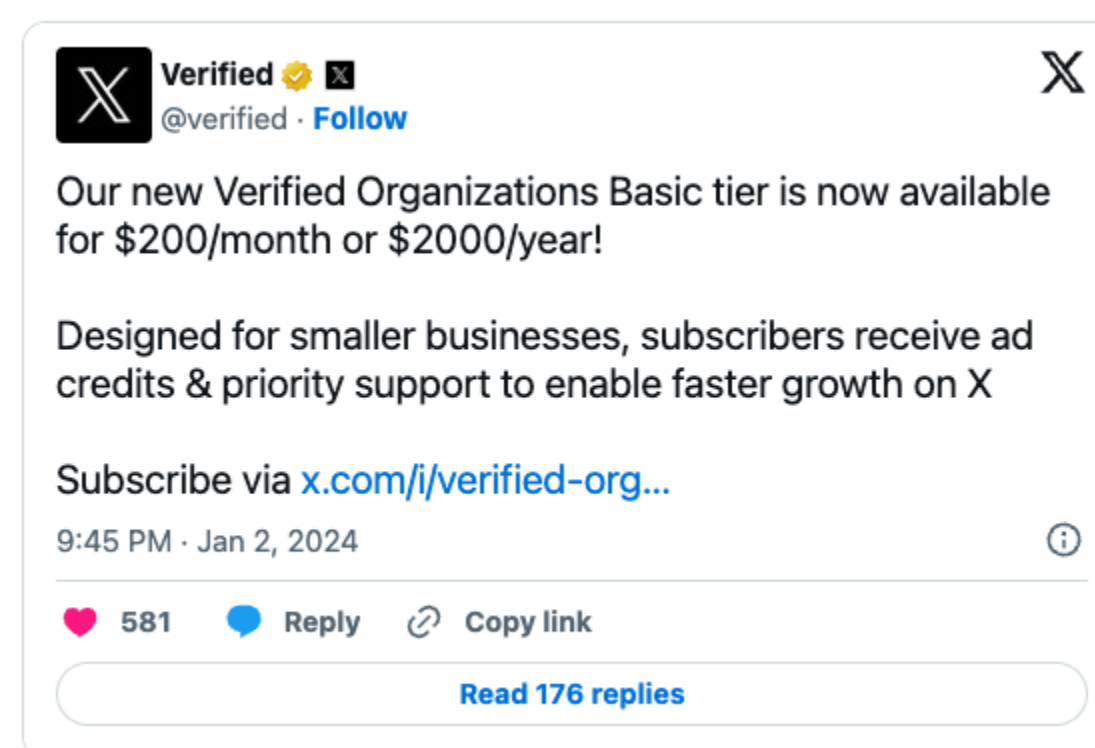 Verified
@verified · Follow
Our new Verified Organizations Basic tier is now available
for $200/month or $2000/year!
Designed for smaller businesses, subscribers receive ad
credits & priority support to enable faster growth on X
Subscribe via x.com/i/verified-org...
9:45 PM · Jan 2, 2024
581 Reply Copy link
Read 176 replies